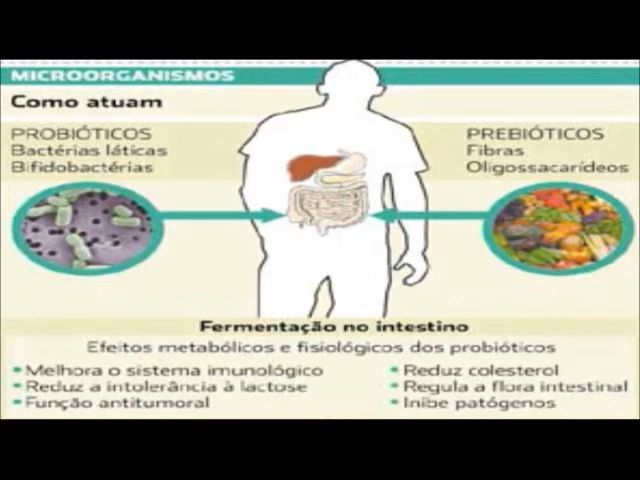 MICROORGANISMOS
Como atuam
PROBIÓTICOS
Bactérias láticas
Bifidobactérias
PREBIÓTICOS
Fibras
Oligossacarídeos
Fermentação no intestino
Efeitos metabólicos e fisiológicos dos probióticos
• Melhora o sistema imunológico
• Reduz a intolerância à lactose
• Função antitumoral
• Reduz colesterol
• Regula a flora intestinal
• Inibe patógenos